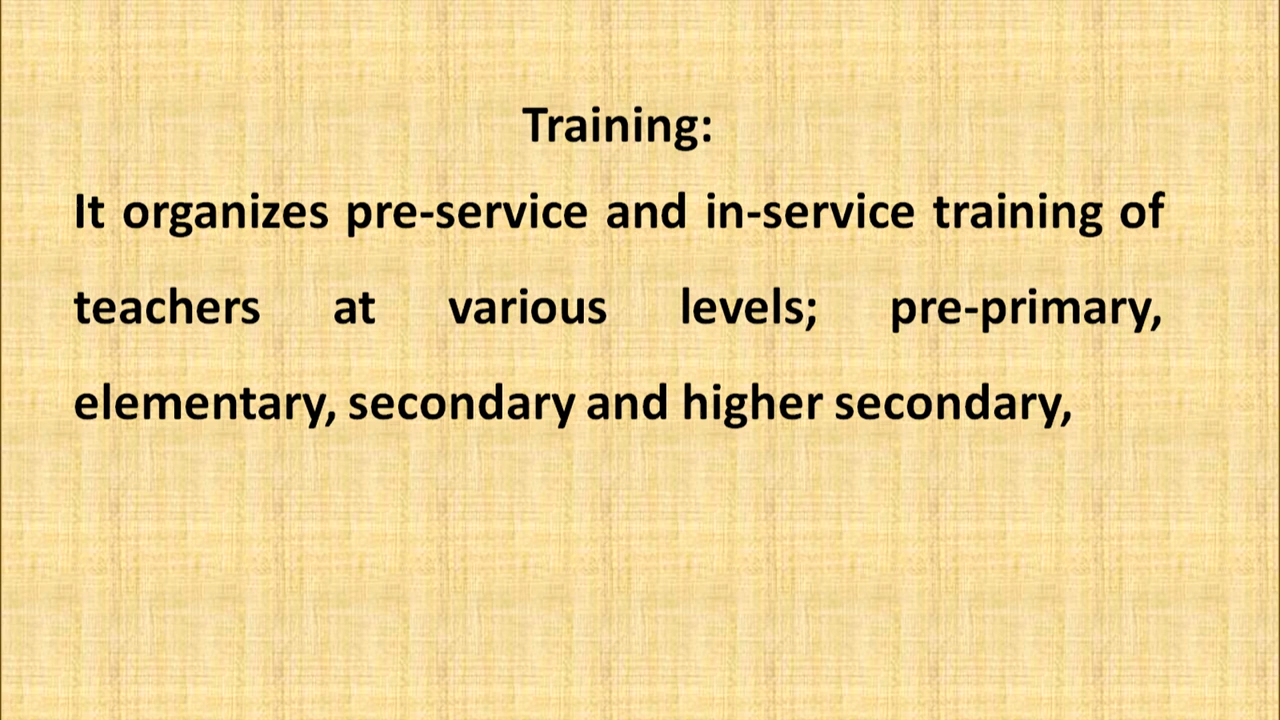 Training:
It organizes pre-service and in-service training of
teachers at various levels; pre-primary,
elementary, secondary and higher secondary,